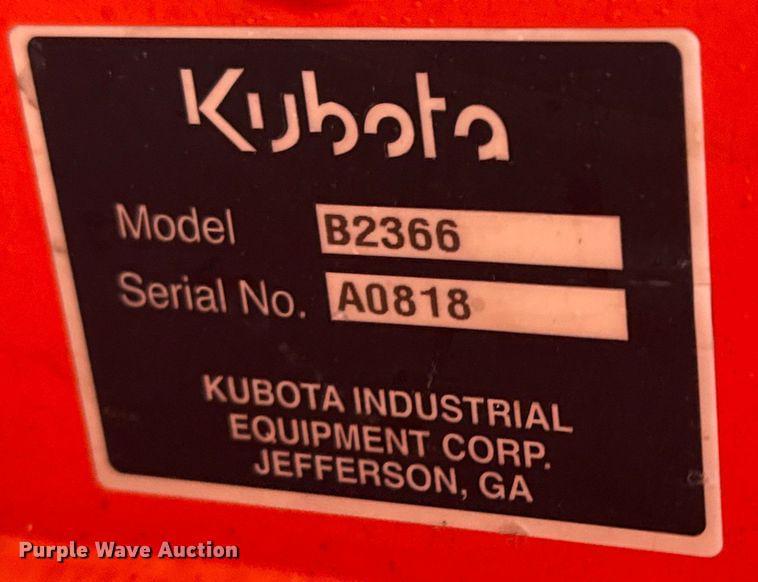 Kubota
Model B2366
Serial No. A0818
KUBOTA INDUSTRIAL
EQUIPMENT CORP.
JEFFERSON, GA
Purple Wave Auction